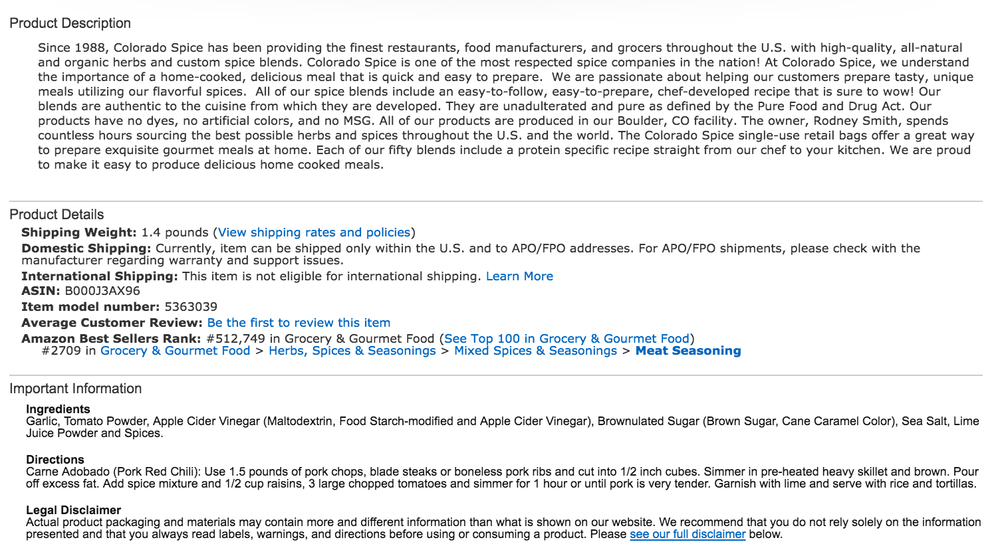 Product Description
Since 1988, Colorado Spice has been providing the finest restaurants, food manufacturers, and grocers throughout the U.S. with high-quality, all-natural
and organic herbs and custom spice blends. Colorado Spice is one of the most respected spice companies in the nation! At Colorado Spice, we understand
the importance of a home-cooked, delicious meal that is quick and easy to prepare.  We are passionate about helping our customers prepare tasty, unique
meals utilizing our flavorful spices.  All of our spice blends include an easy-to-follow, easy-to-prepare, chef-developed recipe that is sure to wow! Our
blends are authentic to the cuisine from which they are developed. They are unadulterated and pure as defined by the Pure Food and Drug Act. Our
products have no dyes, no artificial colors, and no MSG. All of our products are produced in our Boulder, CO facility. The owner, Rodney Smith, spends
countless hours sourcing the best possible herbs and spices throughout the U.S. and the world. The Colorado Spice single-use retail bags offer a great way
to prepare exquisite gourmet meals at home. Each of our fifty blends include a protein specific recipe straight from our chef to your kitchen. We are proud
to make it easy to produce delicious home cooked meals.
Product Details
Shipping Weight: 1.4 pounds (View shipping rates and policies)
Domestic Shipping: Currently, item can be shipped only within the U.S. and to APO/FPO addresses. For APO/FPO shipments, please check with the
manufacturer regarding warranty and support issues.
International Shipping: This item is not eligible for international shipping. Learn More
ASIN: B000J3AX96
Item model number: 5363039
Average Customer Review: Be the first to review this item
Amazon Best Sellers Rank: #512,749 in Grocery & Gourmet Food (See Top 100 in Grocery & Gourmet Food)
#2709 in Grocery & Gourmet Food > Herbs, Spices & Seasonings > Mixed Spices & Seasonings > Meat Seasoning
Important Information
Ingredients
Garlic, Tomato Powder, Apple Cider Vinegar (Maltodextrin, Food Starch-modified and Apple Cider Vinegar), Brownulated Sugar (Brown Sugar, Cane Caramel Color), Sea Salt, Lime
Juice Powder and Spices.
Directions
Carne Adobado (Pork Red Chili): Use 1.5 pounds of pork chops, blade steaks or boneless pork ribs and cut into 1/2 inch cubes. Simmer in pre-heated heavy skillet and brown. Pour
off excess fat. Add spice mixture and 1/2 cup raisins, 3 large chopped tomatoes and simmer for 1 hour or until pork is very tender. Garnish with lime and serve with rice and tortillas.
Legal Disclaimer
Actual product packaging and materials may contain more and different information than what is shown on our website. We recommend that you do not rely solely on the information
presented and that you always read labels, warnings, and directions before using or consuming a product. Please see our full disclaimer below.